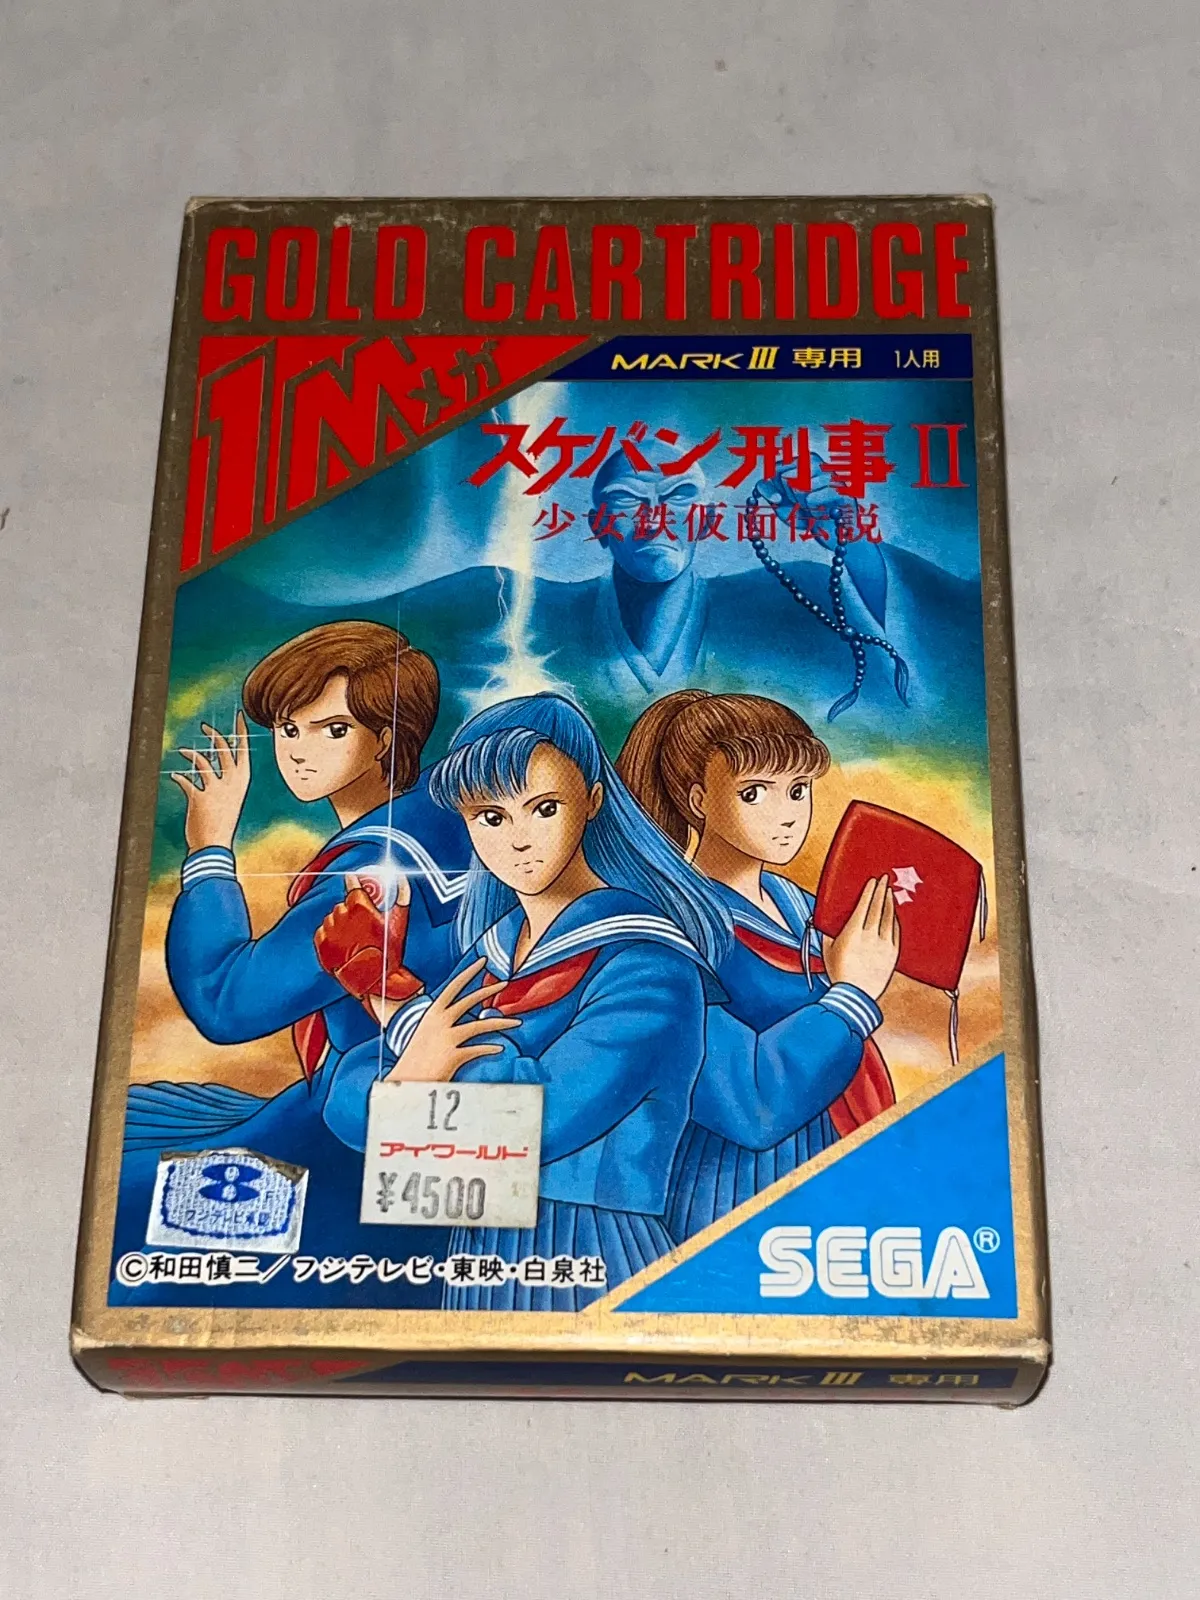 GOLD CARTRIDGE
1Mメガ
MARK III 専用 1人用
スケバン刑事II
少女鉄仮面伝説
12
アイワールド
¥4500
©和田慎二/フジテレビ・東映・白泉社
SEGA®
MARK III 専用